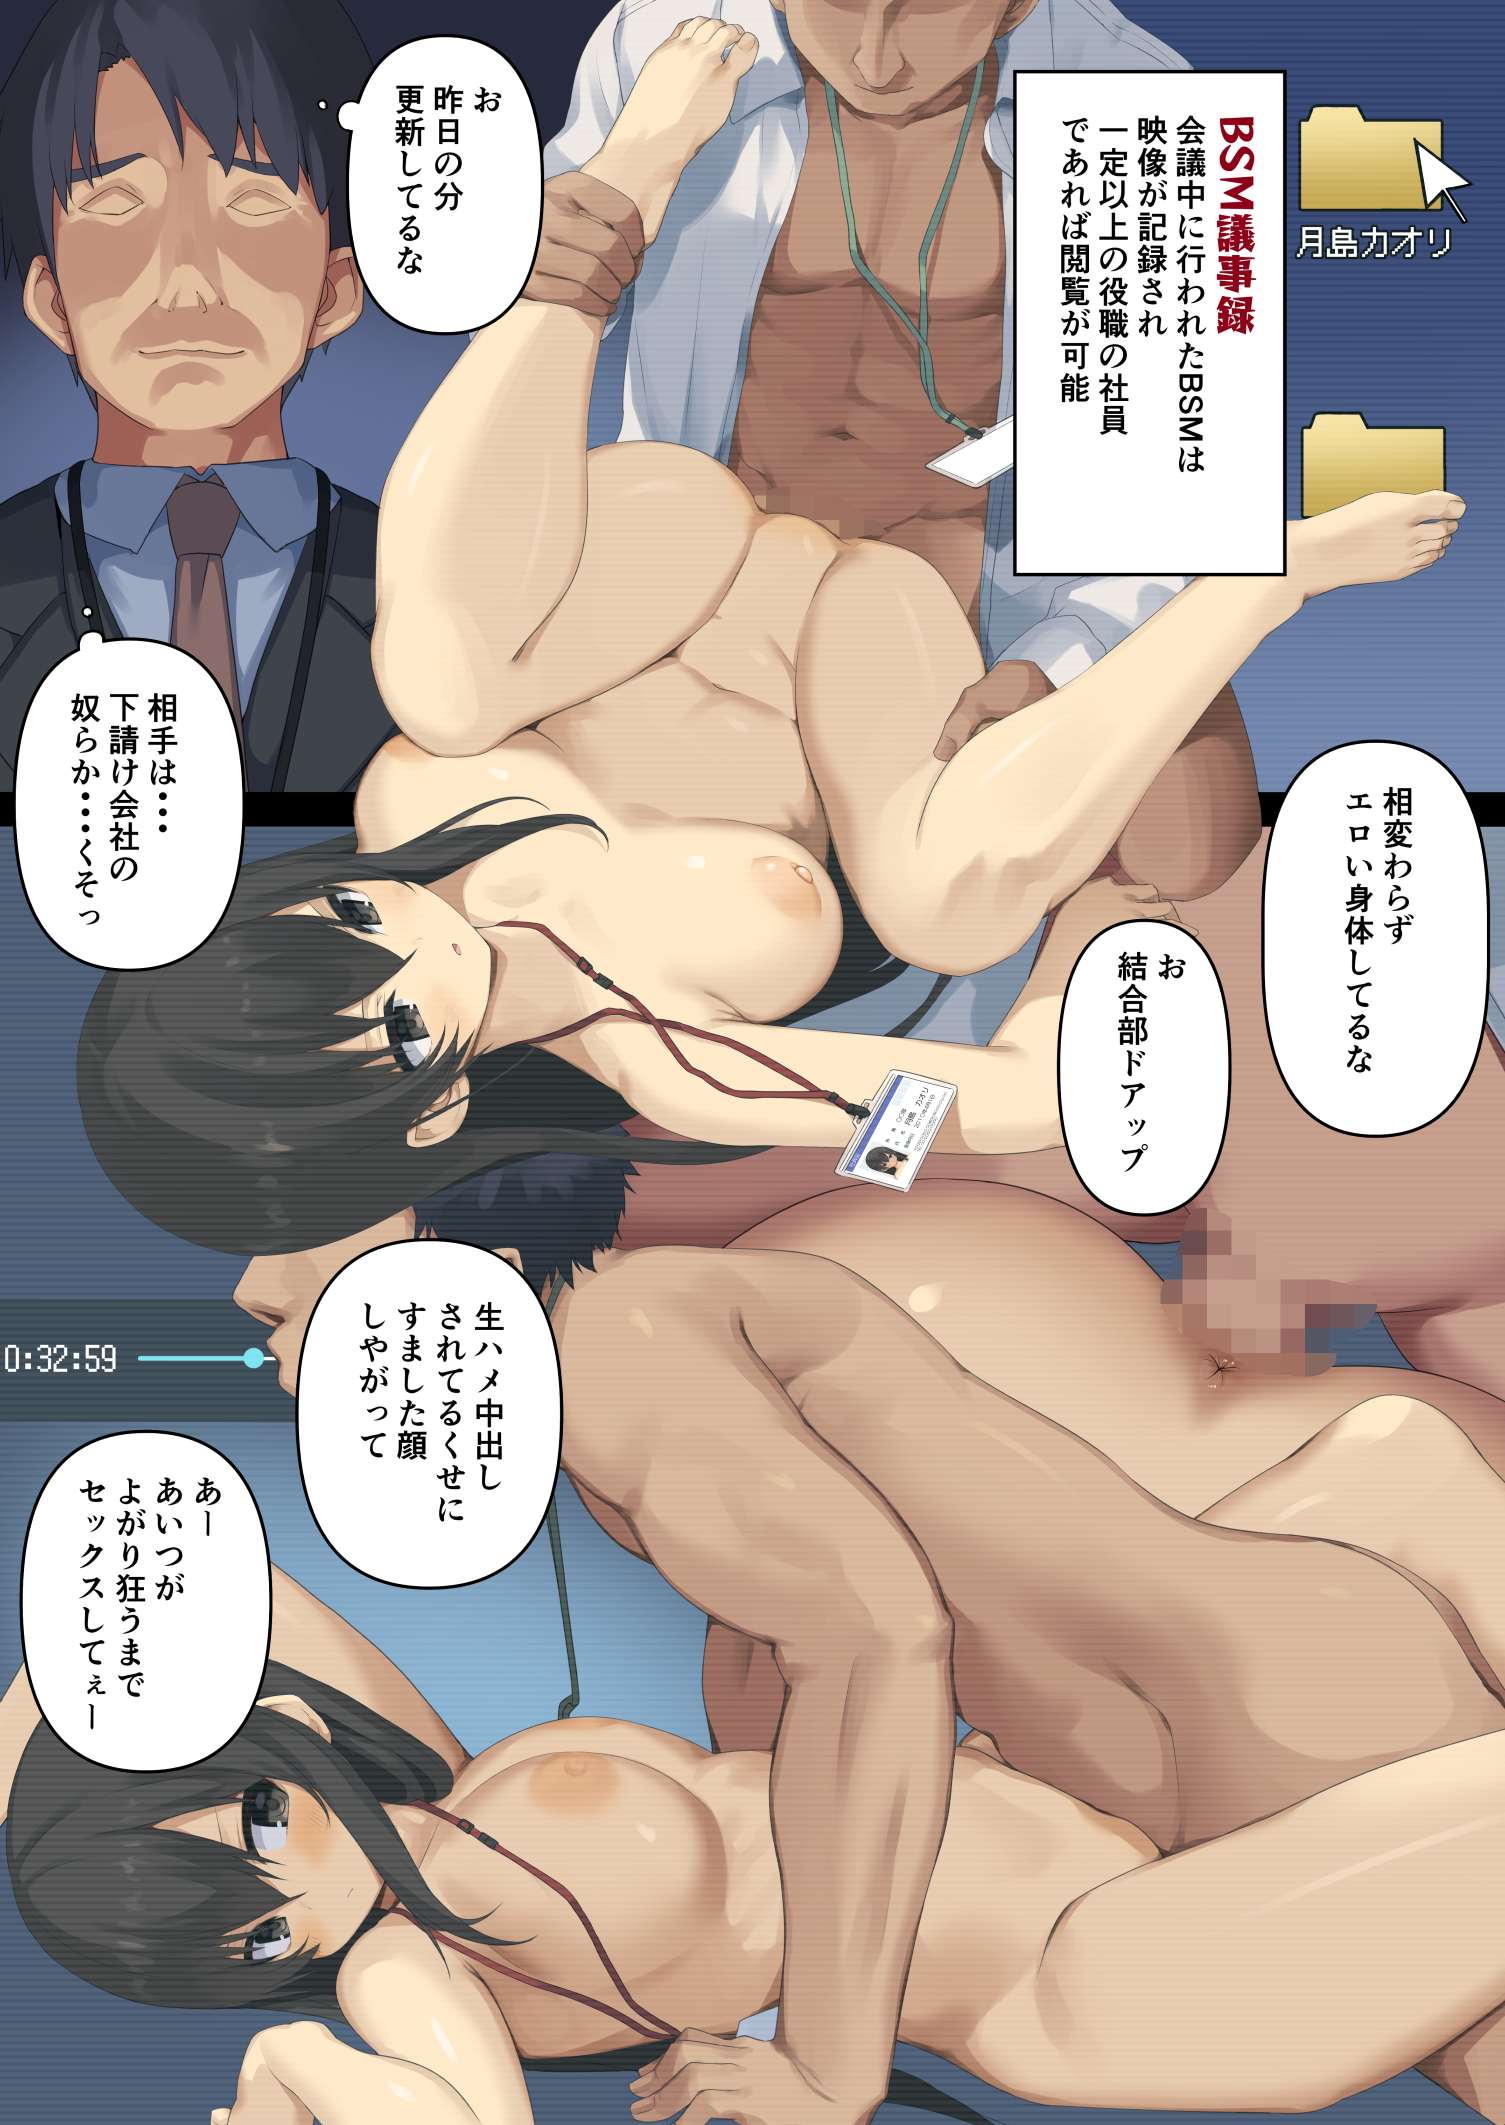 月島カオリ
BSM議事録
会議中に行われたBSMは
映像が記録され
一定以上の役職の社員
であれば閲覧が可能
お
昨日の分
更新してるな
相手は・・・
下請け会社の
奴らか・・・くそっ
相変わらず
エロい身体してるな
お
結合部ドアップ
月島 カオリ
生ハメ中出し
されてるくせに
すました顔
しやがって
0:32:59
あー
あいつが
よがり狂うまで
セックスしてぇー